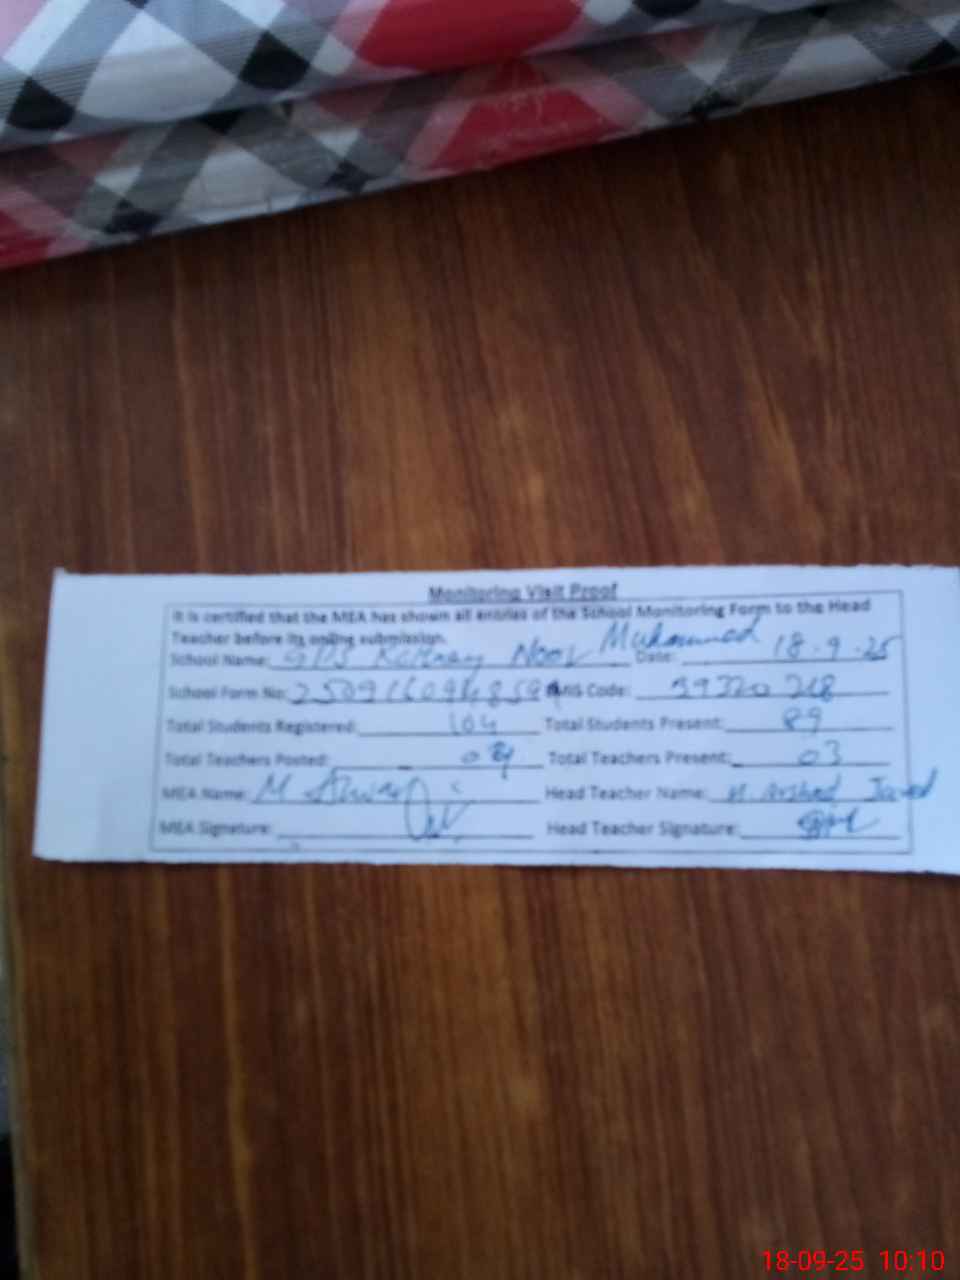 Monitoring Visit Proof
It is certified that the MEA has shown all entries of the School Monitoring Form to the Head
Teacher before its online submission.
School Name: Noor Muhammad Date: 18-9-25
School Form No: EMIS Code: 39320218
Total Students Registered: 104 Total Students Present: 89
Total Teachers Posted: Total Teachers Present: 03
MEA Name: M Head Teacher Name: M. Arshad Javed
MEA Signature: Head Teacher Signature:
18-09-25 10:10